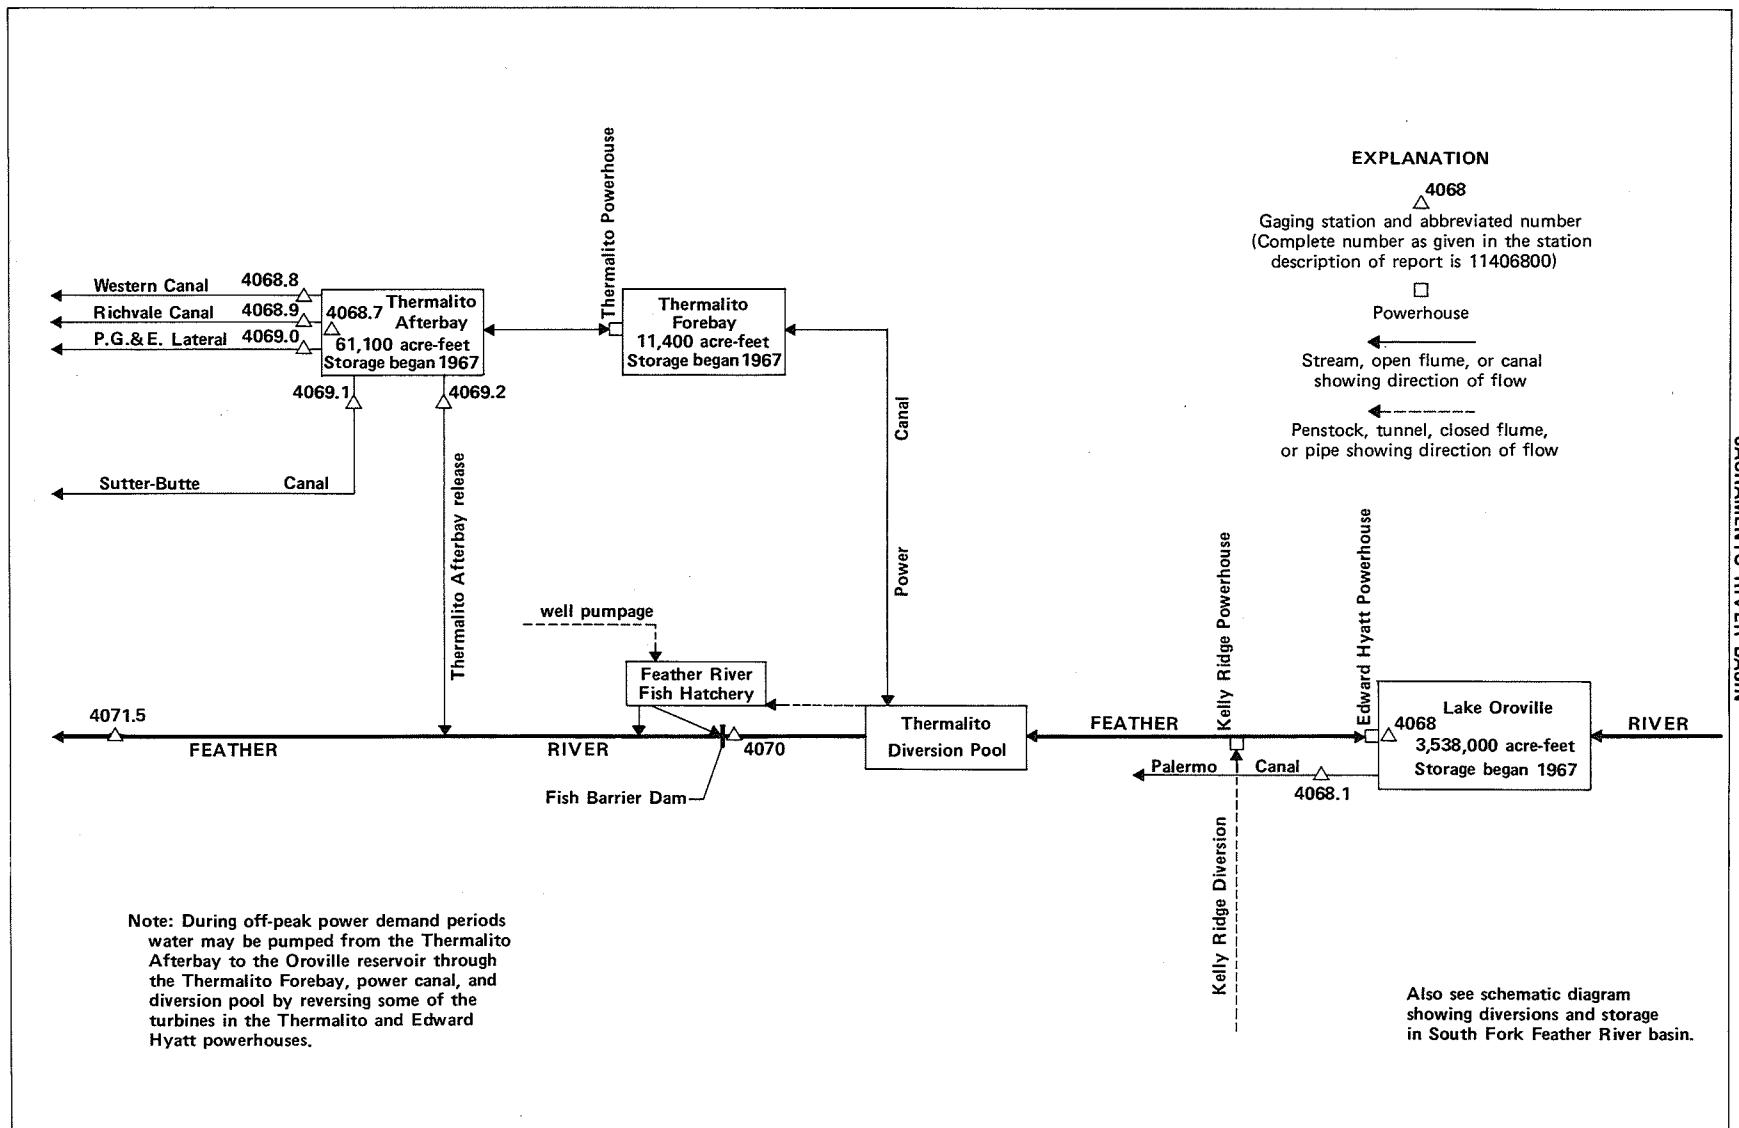 EXPLANATION
4068
Gaging station and abbreviated number
(Complete number as given in the station
description of report is 11406800)
Powerhouse
Stream, open flume, or canal
showing direction of flow
Penstock, tunnel, closed flume,
or pipe showing direction of flow
Thermalito Powerhouse
Western Canal 4068.8
Richvale Canal 4068.9
P.G.& E. Lateral 4069.0
4068.7
Thermalito
Afterbay
61,100 acre-feet
Storage began 1967
Thermalito
Forebay
11,400 acre-feet
Storage began 1967
4069.1
4069.2
Sutter-Butte Canal
Thermalito Afterbay release
Power Canal
well pumpage
Feather River
Fish Hatchery
4071.5
FEATHER RIVER
4070
Fish Barrier Dam
Thermalito
Diversion Pool
FEATHER
RIVER
Kelly Ridge Powerhouse
Edward Hyatt Powerhouse
4068
Lake Oroville
3,538,000 acre-feet
Storage began 1967
Palermo Canal
4068.1
Kelly Ridge Diversion
Note: During off-peak power demand periods
water may be pumped from the Thermalito
Afterbay to the Oroville reservoir through
the Thermalito Forebay, power canal, and
diversion pool by reversing some of the
turbines in the Thermalito and Edward
Hyatt powerhouses.
Also see schematic diagram
showing diversions and storage
in South Fork Feather River basin.